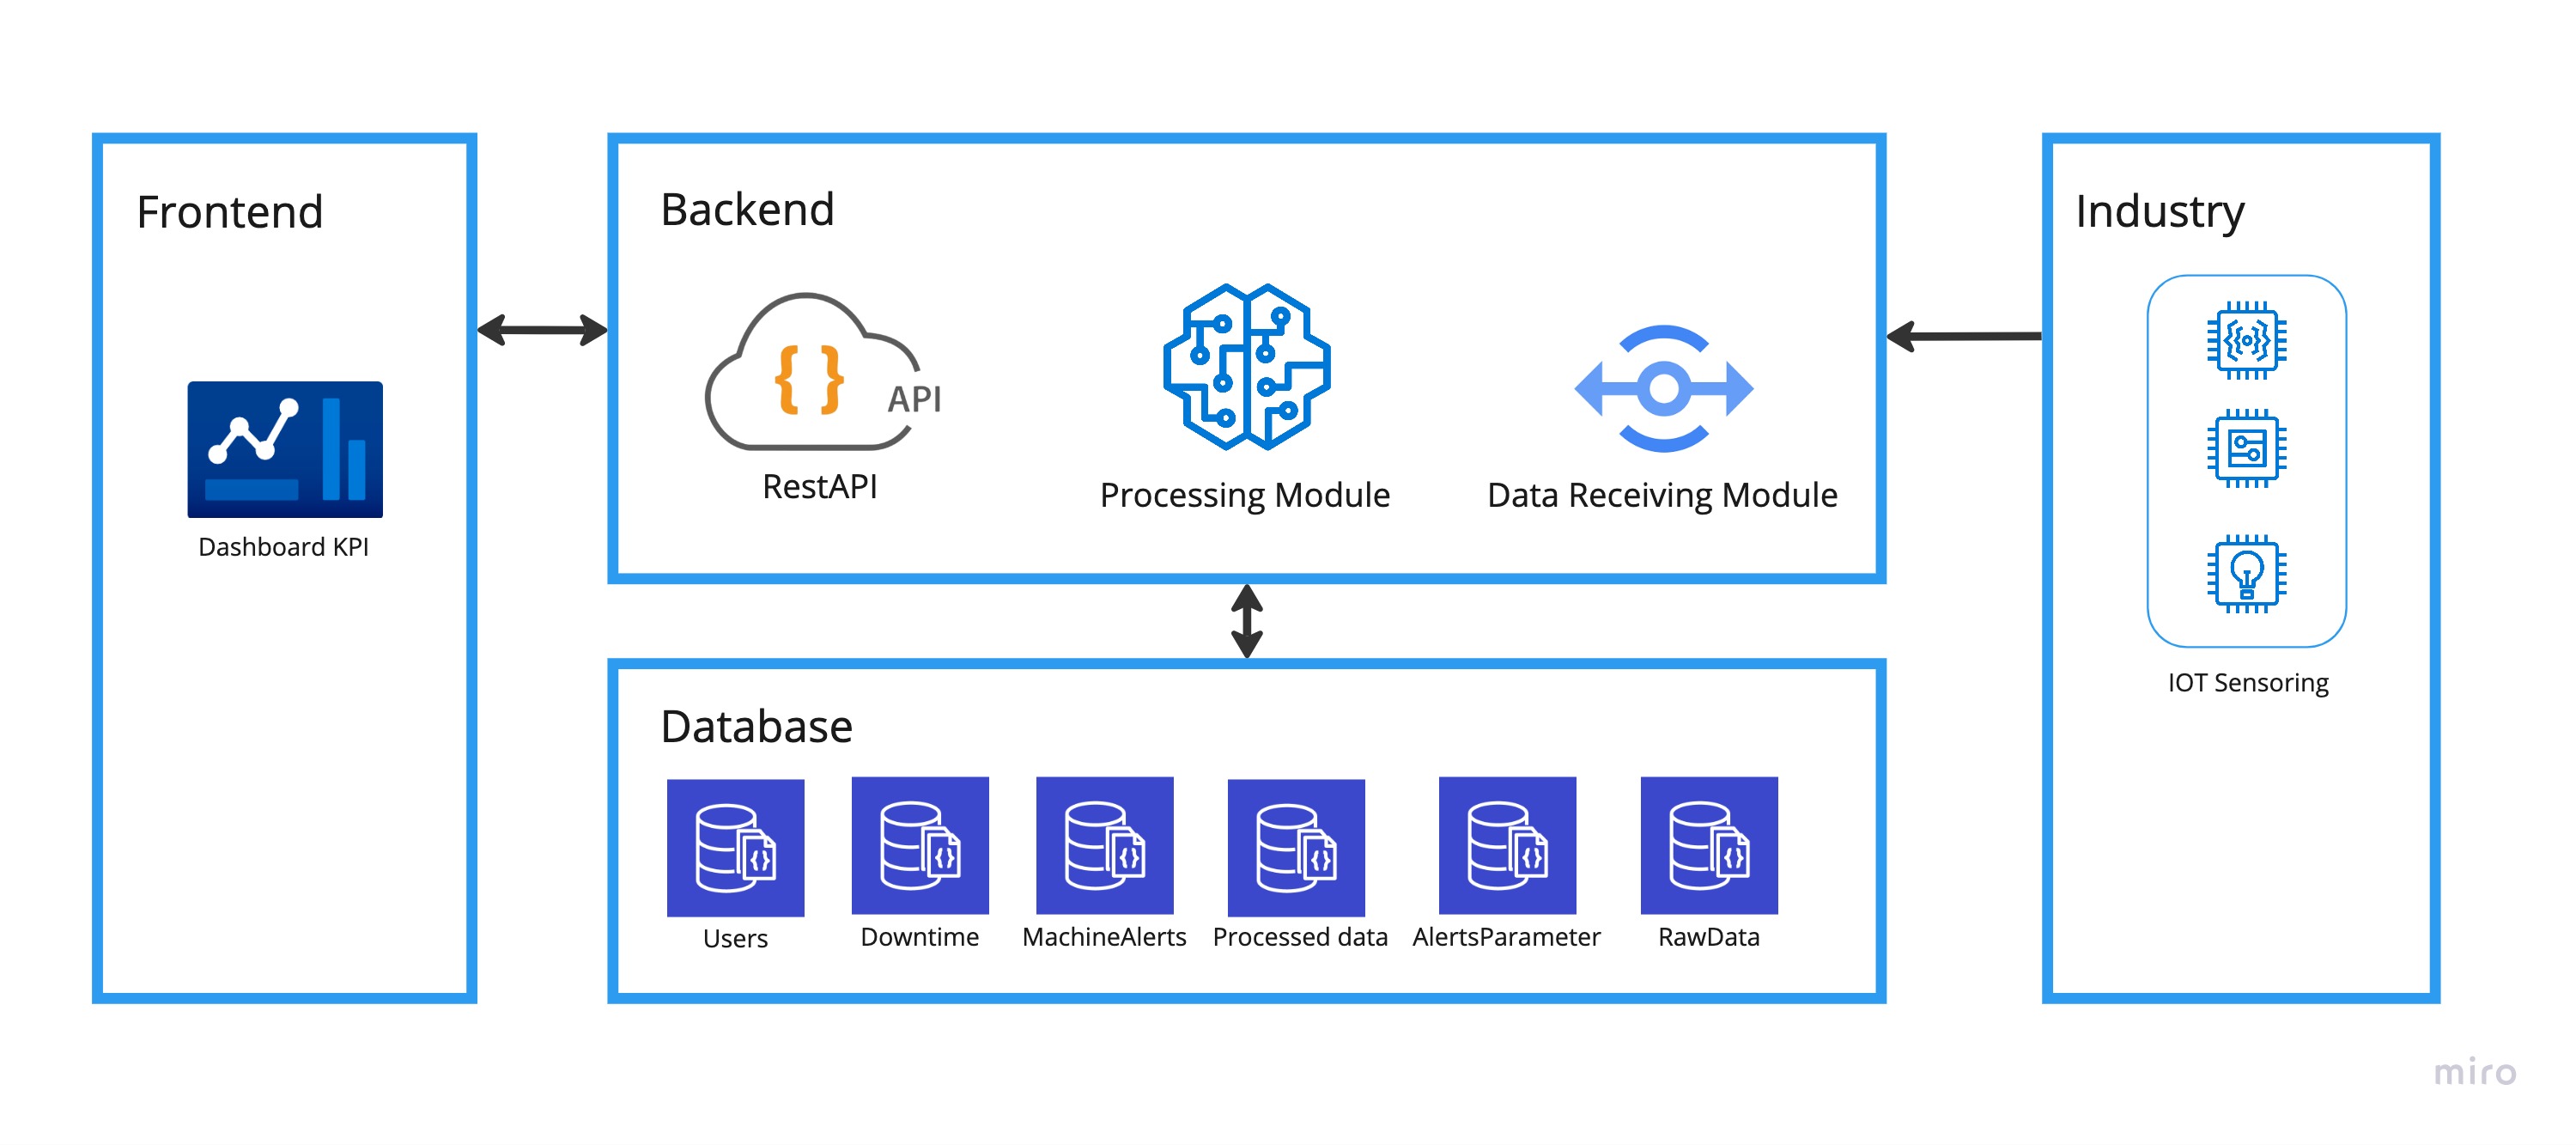 Frontend
Dashboard KPI
Backend
{ }
API
RestAPI
Processing Module
Data Receiving Module
Industry
IOT Sensoring
Database
Users
Downtime
MachineAlerts
Processed data
AlertsParameter
RawData
miro